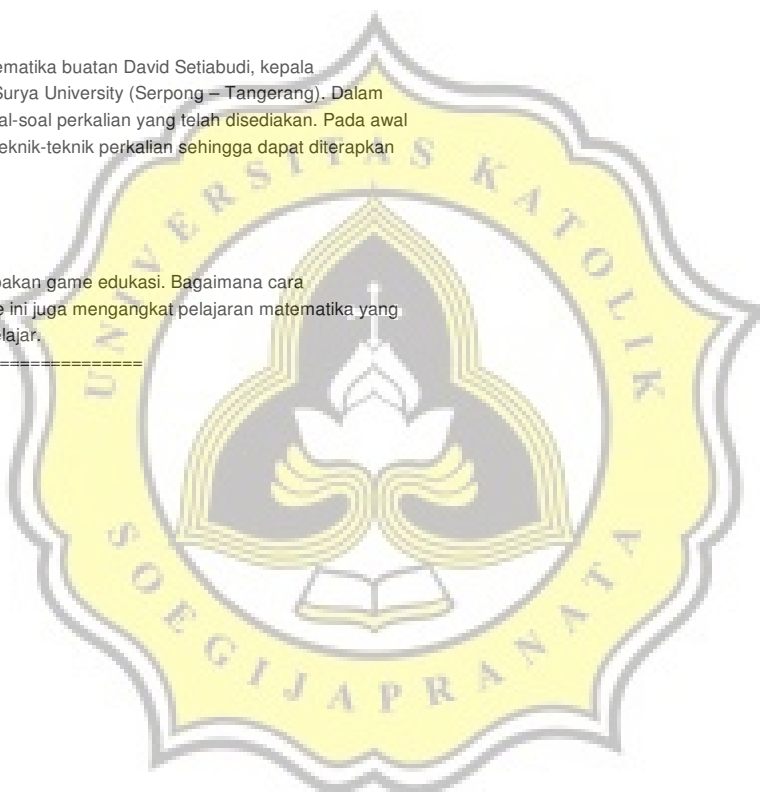 ematika buatan David Setiabudi, kepala
Surya University (Serpong – Tangerang). Dalam
al-soal perkalian yang telah disediakan. Pada awal
eknik-teknik perkalian sehingga dapat diterapkan
pakan game edukasi. Bagaimana cara
e ini juga mengangkat pelajaran matematika yang
elajar.
================
UNIVERSITAS KATOLIK
SOEGIJAPRANATA